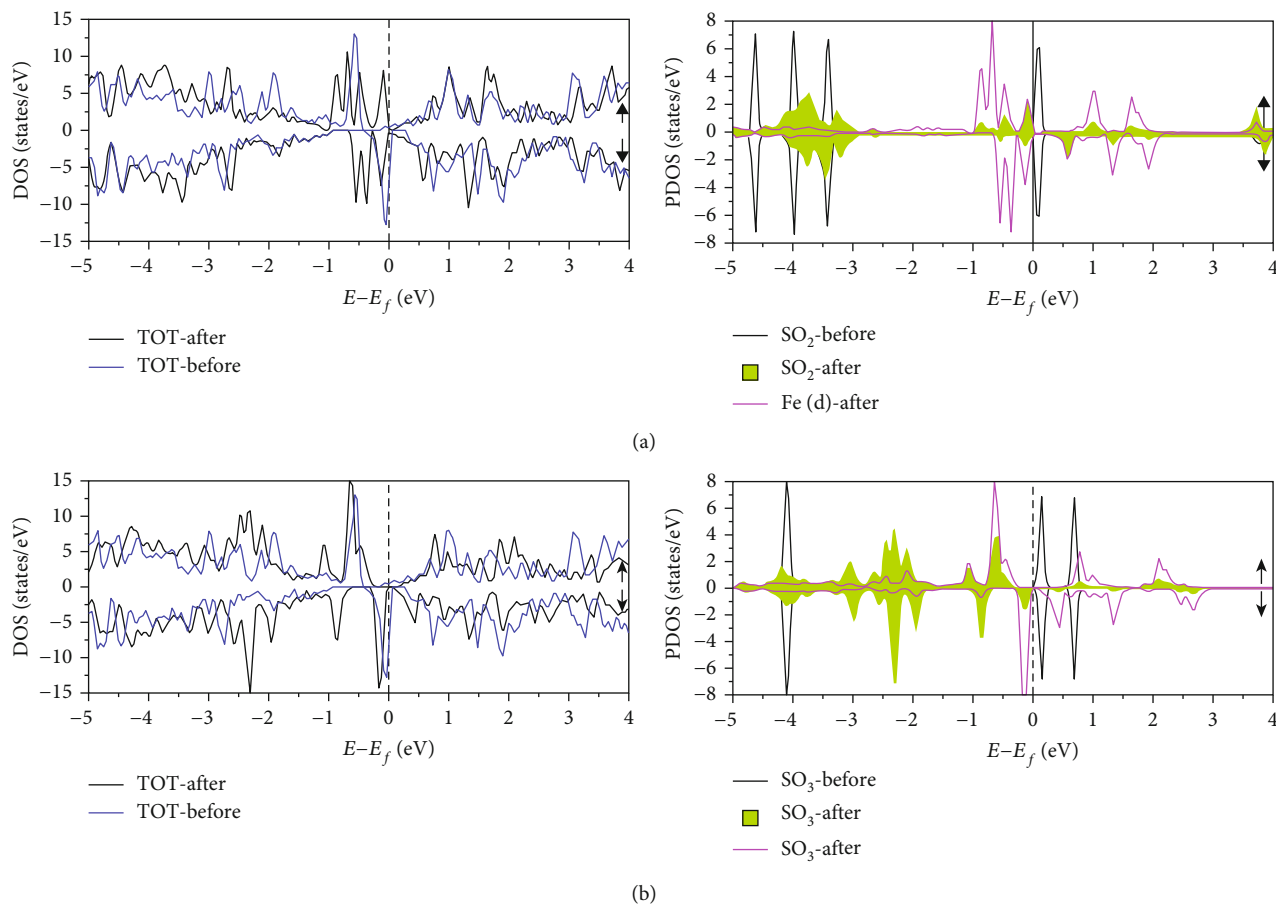 15
10
5
0
−5
−10
−15
DOS (states/eV)
−5 −4 −3 −2 −1 0 1 2 3 4
E−E_f (eV)
TOT-after
TOT-before
8
6
4
2
0
−2
−4
−6
−8
PDOS (states/eV)
−5 −4 −3 −2 −1 0 1 2 3 4
E−E_f (eV)
SO₂-before
SO₂-after
Fe (d)-after
(a)
15
10
5
0
−5
−10
−15
DOS (states/eV)
−5 −4 −3 −2 −1 0 1 2 3 4
E−E_f (eV)
TOT-after
TOT-before
8
6
4
2
0
−2
−4
−6
−8
PDOS (states/eV)
−5 −4 −3 −2 −1 0 1 2 3 4
E−E_f (eV)
SO₃-before
SO₃-after
SO₃-after
(b)